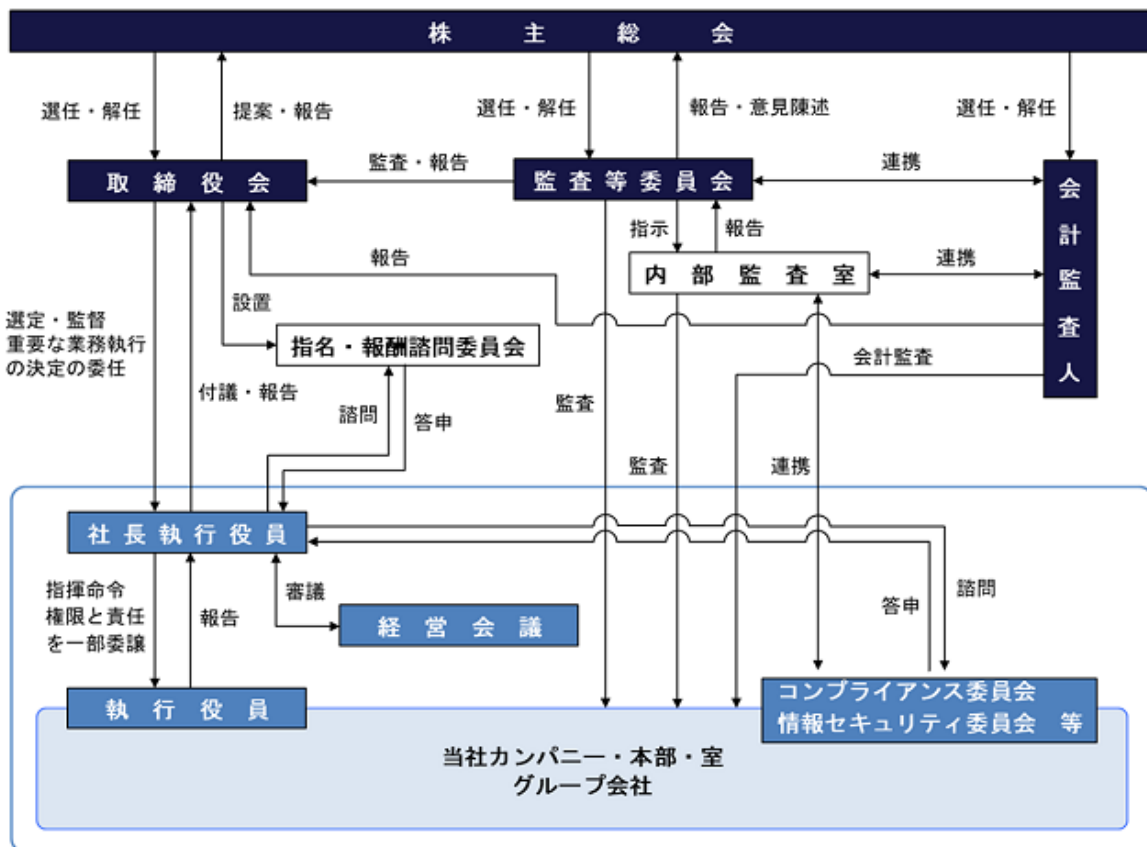 株主総会
選任・解任
提案・報告
選任・解任
報告・意見陳述
選任・解任
取締役会
監査・報告
監査等委員会
連携
会計監査人
指示
報告
報告
内部監査室
連携
設置
選定・監督
重要な業務執行
の決定の委任
指名・報酬諮問委員会
会計監査
付議・報告
諮問
答申
監査
監査
連携
社長執行役員
指揮命令
権限と責任
を一部委譲
報告
審議
経営会議
答申
諮問
執行役員
コンプライアンス委員会
情報セキュリティ委員会 等
当社カンパニー・本部・室
グループ会社